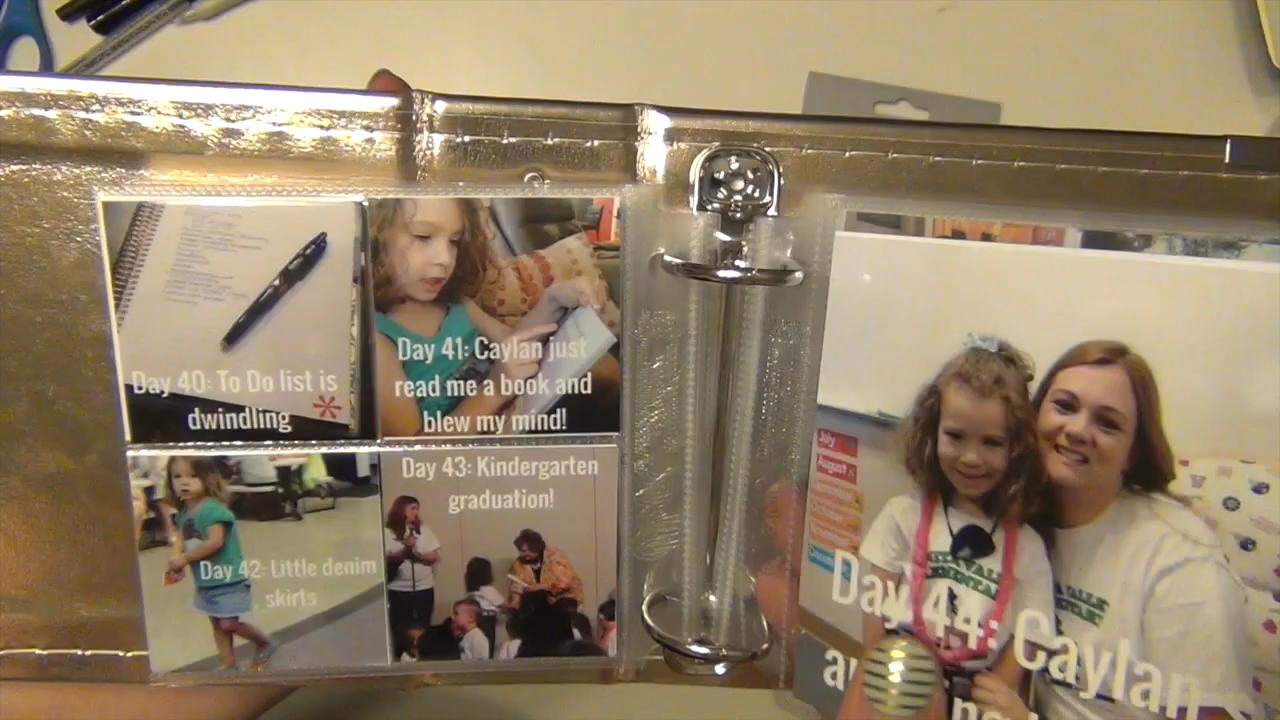 Day 40: To Do list is
dwindling
Day 41: Caylan just
read me a book and
blew my mind!
Day 42: Little denim
skirts
Day 43: Kindergarten
graduation!
July
August
Day 44: Caylan